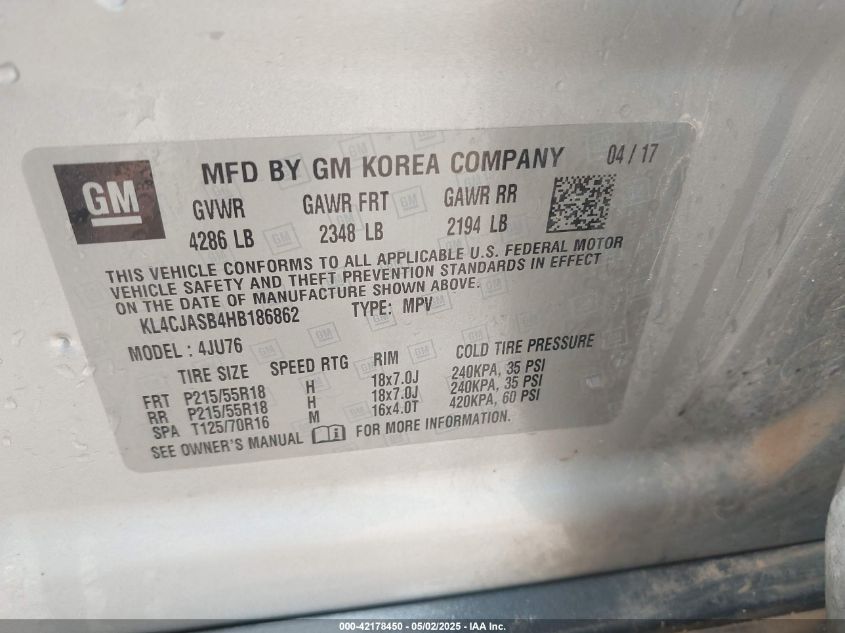 GM
MFD BY GM KOREA COMPANY 04 / 17
GVWR GAWR FRT GAWR RR
4286 LB 2348 LB 2194 LB
THIS VEHICLE CONFORMS TO ALL APPLICABLE U.S. FEDERAL MOTOR
VEHICLE SAFETY AND THEFT PREVENTION STANDARDS IN EFFECT
ON THE DATE OF MANUFACTURE SHOWN ABOVE.
KL4CJASB4HB186862 TYPE: MPV
MODEL : 4JU76
TIRE SIZE SPEED RTG RIM COLD TIRE PRESSURE
FRT P215/55R18 H 18x7.0J 240KPA, 35 PSI
RR P215/55R18 H 18x7.0J 240KPA, 35 PSI
SPA T125/70R16 M 16x4.0T 420KPA, 60 PSI
SEE OWNER'S MANUAL FOR MORE INFORMATION.
000-42178450 - 05/02/2025 - IAA Inc.